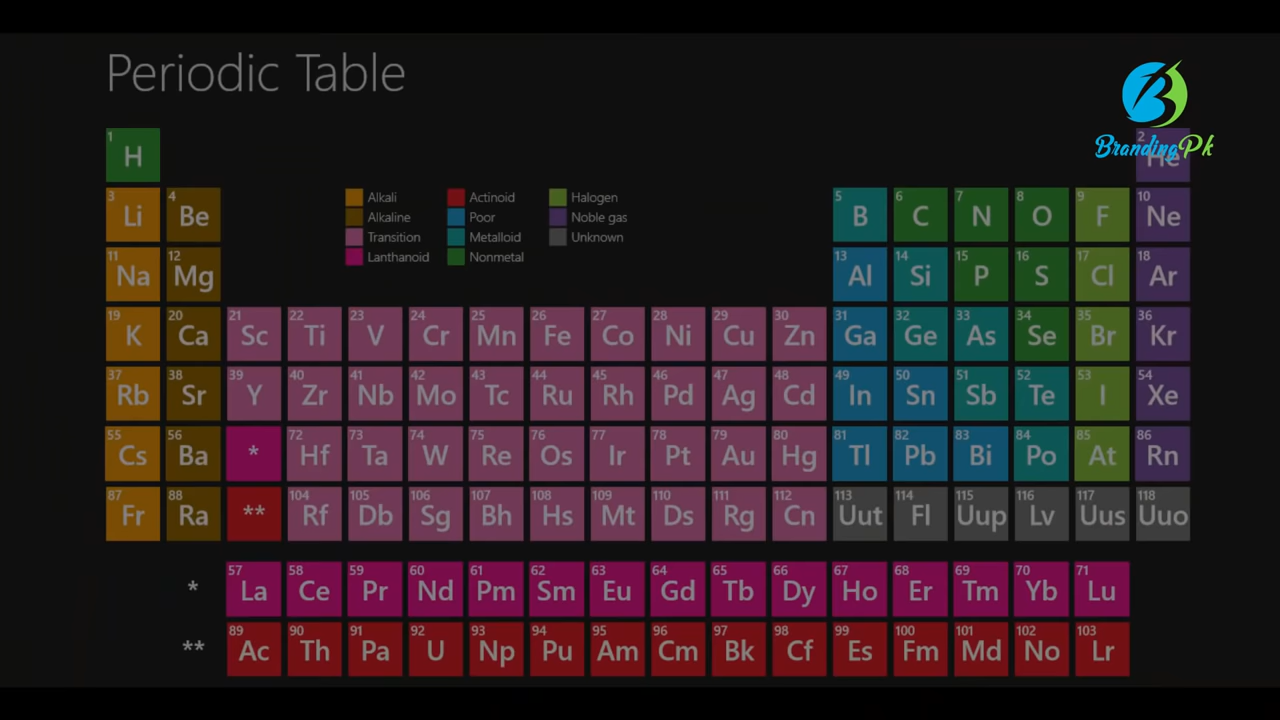 Periodic Table
BrandingPk
1 H 2 He
Alkali Actinoid Halogen
3 Li 4 Be Alkaline Poor Noble gas 5 B 6 C 7 N 8 O 9 F 10 Ne
Transition Metalloid Unknown
Lanthanoid Nonmetal
11 Na 12 Mg 13 Al 14 Si 15 P 16 S 17 Cl 18 Ar
19 K 20 Ca 21 Sc 22 Ti 23 V 24 Cr 25 Mn 26 Fe 27 Co 28 Ni 29 Cu 30 Zn 31 Ga 32 Ge 33 As 34 Se 35 Br 36 Kr
37 Rb 38 Sr 39 Y 40 Zr 41 Nb 42 Mo 43 Tc 44 Ru 45 Rh 46 Pd 47 Ag 48 Cd 49 In 50 Sn 51 Sb 52 Te 53 I 54 Xe
55 Cs 56 Ba * 72 Hf 73 Ta 74 W 75 Re 76 Os 77 Ir 78 Pt 79 Au 80 Hg 81 Tl 82 Pb 83 Bi 84 Po 85 At 86 Rn
87 Fr 88 Ra ** 104 Rf 105 Db 106 Sg 107 Bh 108 Hs 109 Mt 110 Ds 111 Rg 112 Cn 113 Uut 114 Fl 115 Uup 116 Lv 117 Uus 118 Uuo
* 57 La 58 Ce 59 Pr 60 Nd 61 Pm 62 Sm 63 Eu 64 Gd 65 Tb 66 Dy 67 Ho 68 Er 69 Tm 70 Yb 71 Lu
** 89 Ac 90 Th 91 Pa 92 U 93 Np 94 Pu 95 Am 96 Cm 97 Bk 98 Cf 99 Es 100 Fm 101 Md 102 No 103 Lr